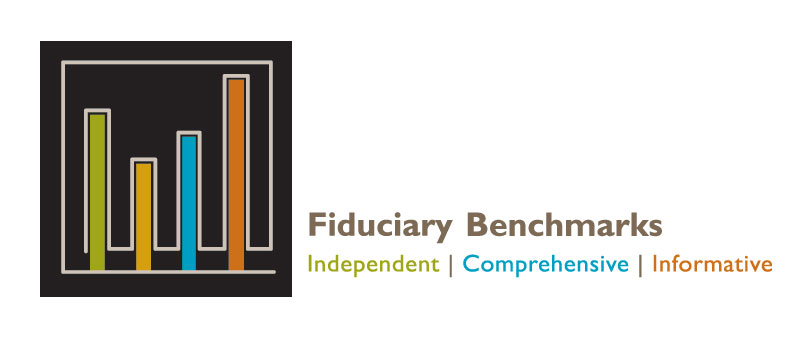 Fiduciary Benchmarks
Independent | Comprehensive | Informative